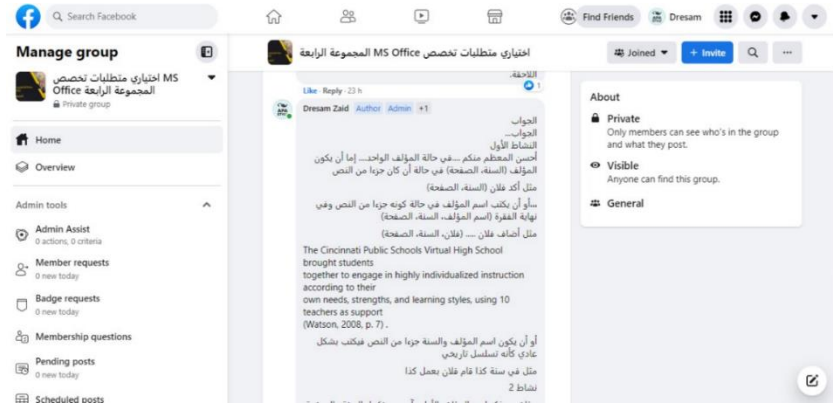 Search Facebook
Find Friends
Dresam
Manage group
MS اختياري متطلبات تخصص
Office المجموعة الرابعة
Private group
Home
Overview
Admin tools
Admin Assist
0 actions, 0 criteria
Member requests
0 new today
Badge requests
0 new today
Membership questions
Pending posts
0 new today
Scheduled posts
اختياري متطلبات تخصص MS Office المجموعة الرابعة
Joined
+ Invite
اللاحقة.
Like · Reply · 23 h
1
Dresam Zaid Author Admin +1
الجواب
الجواب...
النشاط الأول
أحسن المعظم منكم ....في حالة المؤلف الواحد.... إما أن يكون
المؤلف (السنة، الصفحة) في حالة أن كان جزءا من النص
مثل أكد فلان (السنة، الصفحة)
...أو أن يكتب اسم المؤلف في حالة كونه جزءا من النص وفي
نهاية الفقرة (اسم المؤلف، السنة، الصفحة)
مثل أضاف فلان .... (فلان، السنة، الصفحة)
The Cincinnati Public Schools Virtual High School
brought students
together to engage in highly individualized instruction
according to their
own needs, strengths, and learning styles, using 10
teachers as support
(Watson, 2008, p. 7) .
أو أن يكون اسم المؤلف والسنة جزءا من النص فيكتب بشكل
عادي كأنه تسلسل تاريخي
مثل في سنة كذا قام فلان بعمل كذا
نشاط 2
About
Private
Only members can see who's in the group
and what they post.
Visible
Anyone can find this group.
General